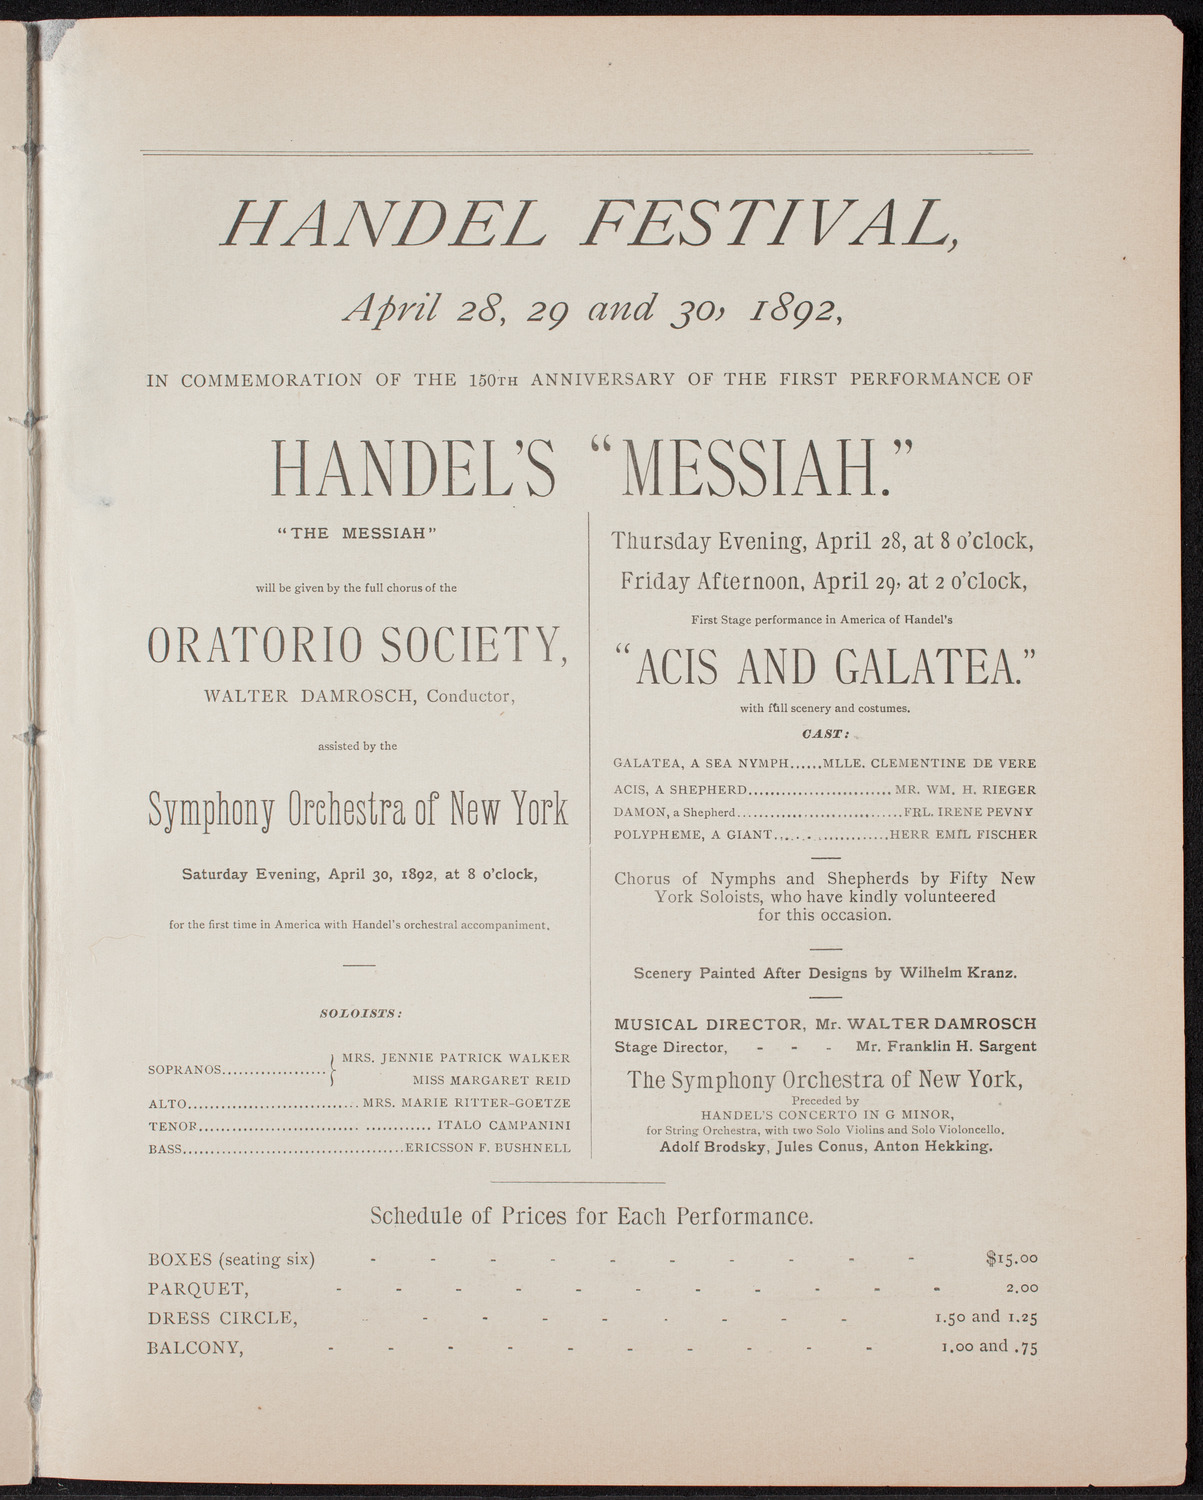 HANDEL FESTIVAL,
April 28, 29 and 30, 1892,
IN COMMEMORATION OF THE 150TH ANNIVERSARY OF THE FIRST PERFORMANCE OF
HANDEL'S "MESSIAH."
"THE MESSIAH"
will be given by the full chorus of the
ORATORIO SOCIETY,
WALTER DAMROSCH, Conductor,
assisted by the
Symphony Orchestra of New York
Saturday Evening, April 30, 1892, at 8 o'clock,
for the first time in America with Handel's orchestral accompaniment.
SOLOISTS:
SOPRANOS................... { MRS. JENNIE PATRICK WALKER
MISS MARGARET REID
ALTO............................... MRS. MARIE RITTER-GOETZE
TENOR............................. ............ ITALO CAMPANINI
BASS........................................ERICSSON F. BUSHNELL
Thursday Evening, April 28, at 8 o'clock,
Friday Afternoon, April 29, at 2 o'clock,
First Stage performance in America of Handel's
"ACIS AND GALATEA."
with full scenery and costumes.
CAST:
GALATEA, A SEA NYMPH......MLLE. CLEMENTINE DE VERE
ACIS, A SHEPHERD.......................... MR. WM. H. RIEGER
DAMON, a Shepherd...............................FRL. IRENE PEVNY
POLYPHEME, A GIANT.....................HERR EMIL FISCHER
Chorus of Nymphs and Shepherds by Fifty New
York Soloists, who have kindly volunteered
for this occasion.
Scenery Painted After Designs by Wilhelm Kranz.
MUSICAL DIRECTOR, Mr. WALTER DAMROSCH
Stage Director, - - - Mr. Franklin H. Sargent
The Symphony Orchestra of New York,
Preceded by
HANDEL'S CONCERTO IN G MINOR,
for String Orchestra, with two Solo Violins and Solo Violoncello.
Adolf Brodsky, Jules Conus, Anton Hekking.
Schedule of Prices for Each Performance.
BOXES (seating six) - - - - - - - - - - $15.00
PARQUET, - - - - - - - - - - - 2.00
DRESS CIRCLE, - - - - - - - - - 1.50 and 1.25
BALCONY, - - - - - - - - - - 1.00 and .75